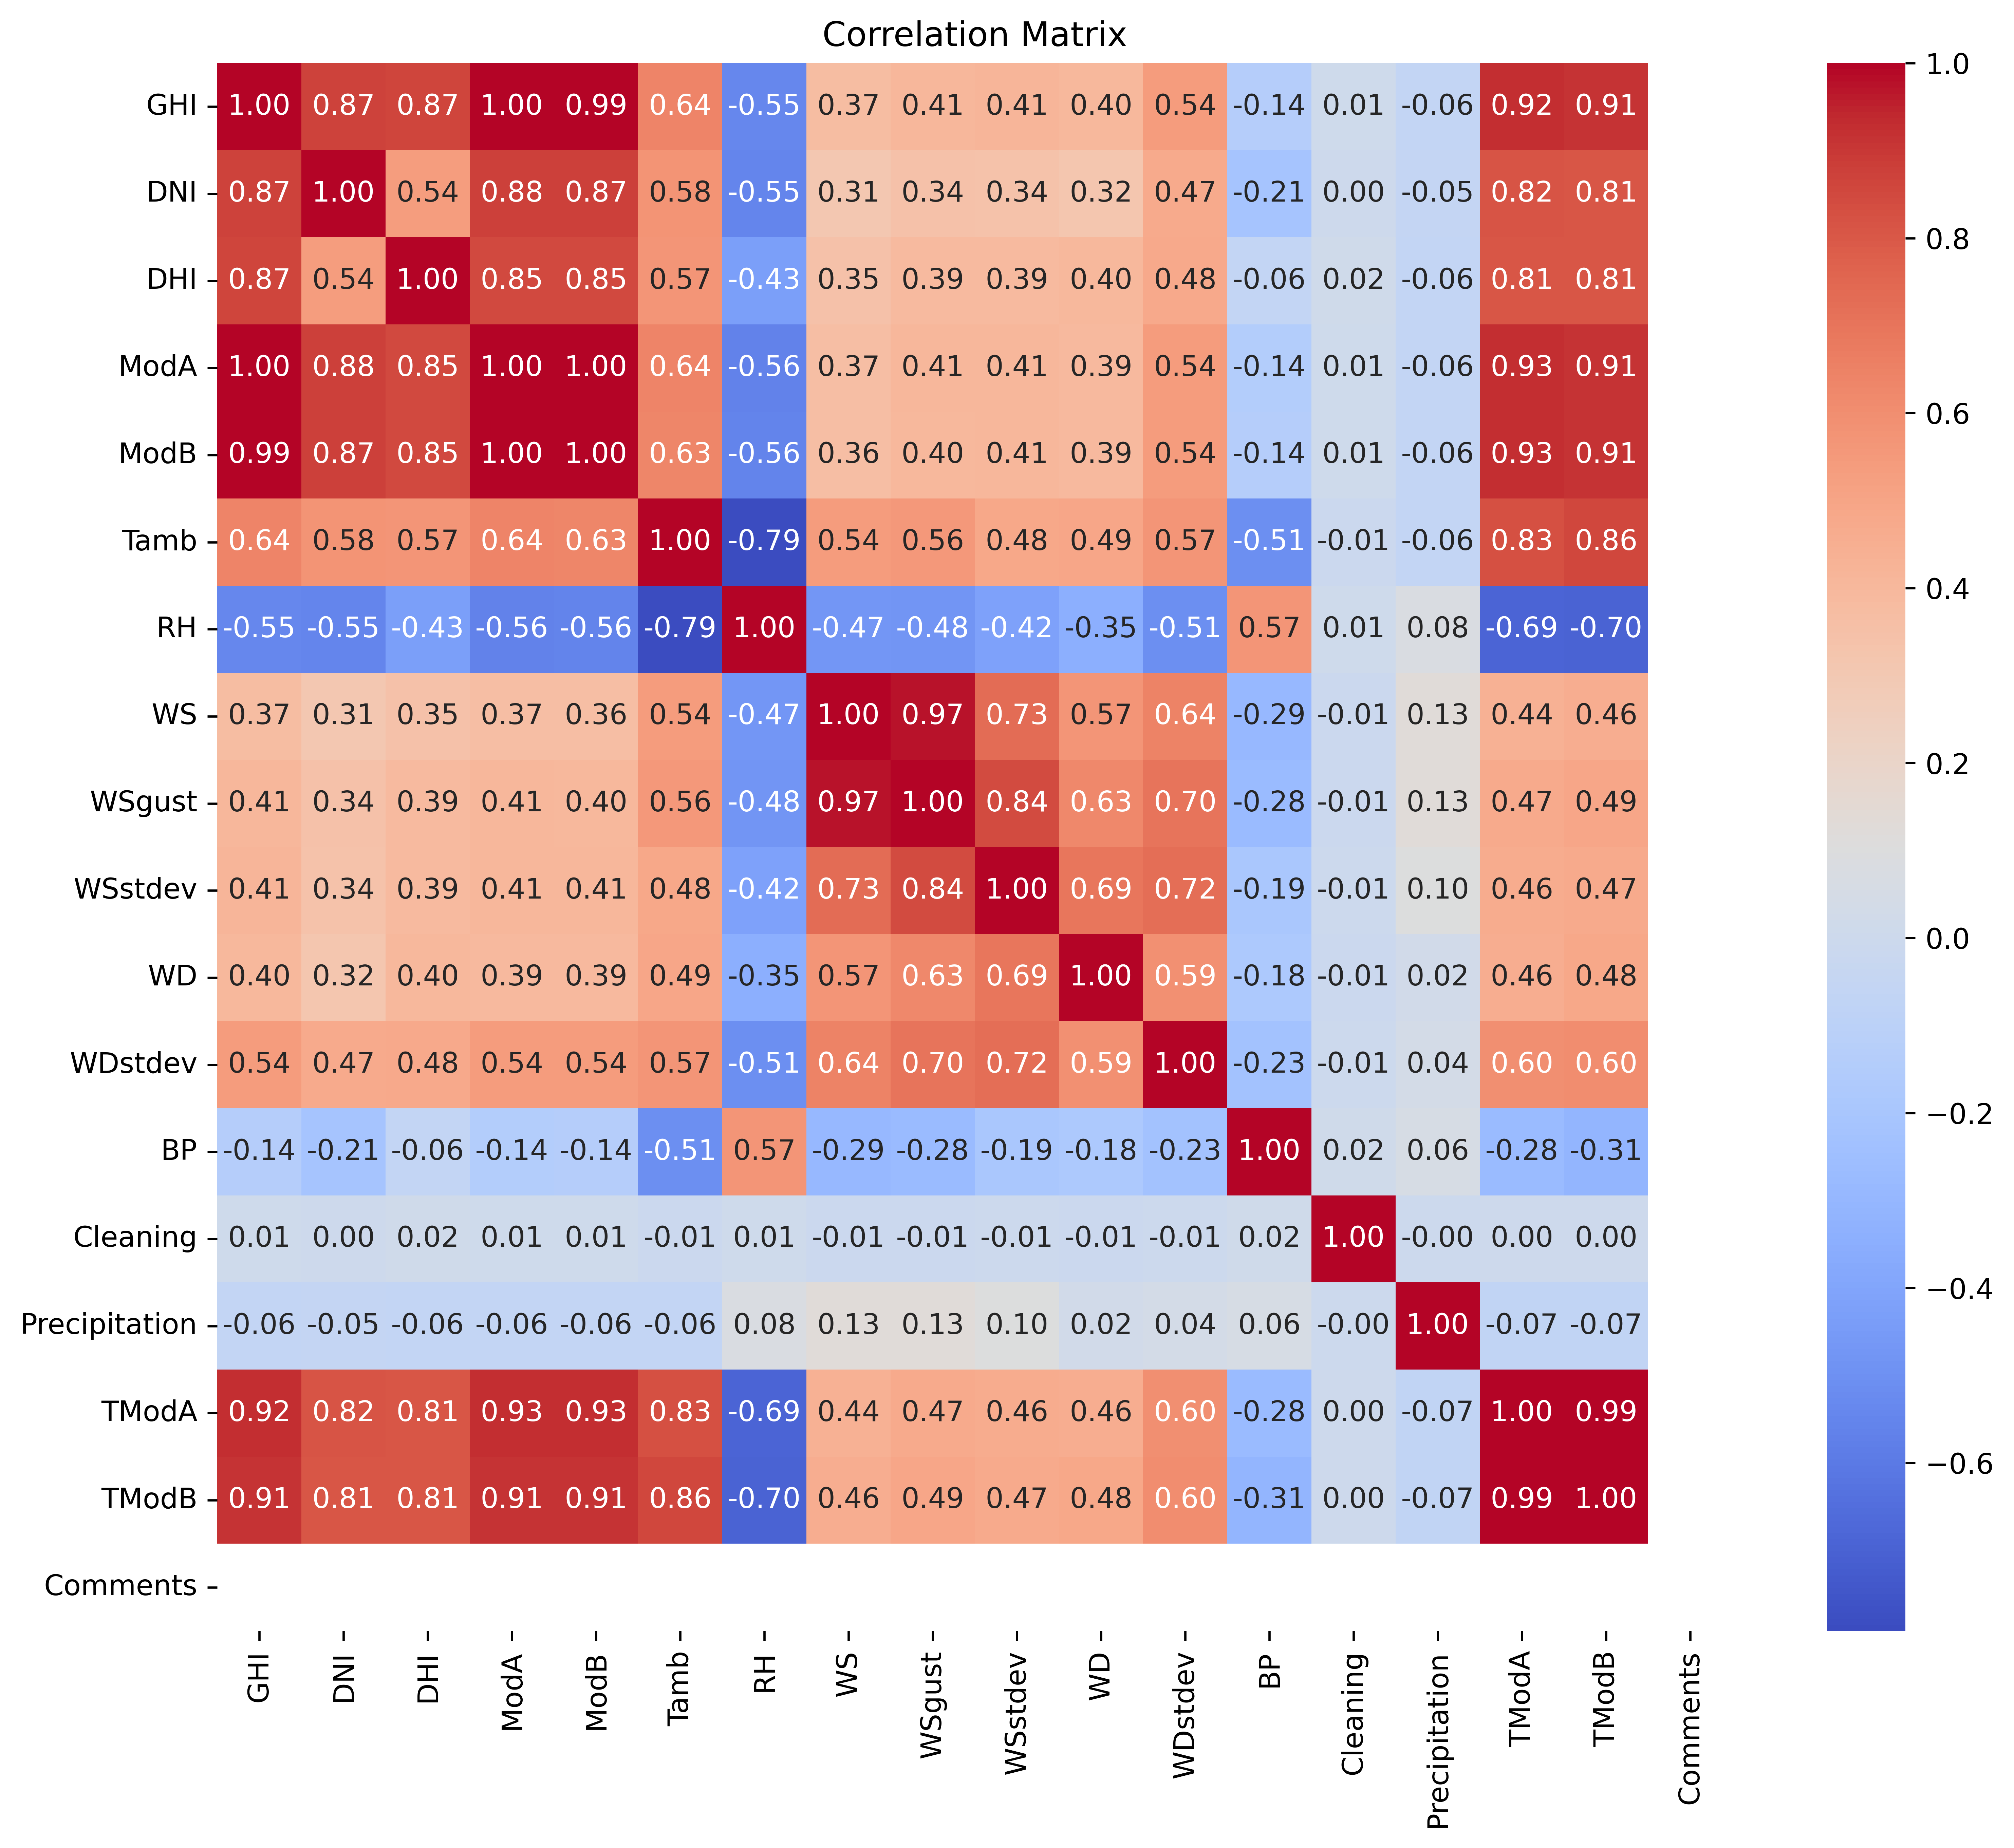 Correlation Matrix
GHI 1.00 0.87 0.87 1.00 0.99 0.64 -0.55 0.37 0.41 0.41 0.40 0.54 -0.14 0.01 -0.06 0.92 0.91
DNI 0.87 1.00 0.54 0.88 0.87 0.58 -0.55 0.31 0.34 0.34 0.32 0.47 -0.21 0.00 -0.05 0.82 0.81
DHI 0.87 0.54 1.00 0.85 0.85 0.57 -0.43 0.35 0.39 0.39 0.40 0.48 -0.06 0.02 -0.06 0.81 0.81
ModA 1.00 0.88 0.85 1.00 1.00 0.64 -0.56 0.37 0.41 0.41 0.39 0.54 -0.14 0.01 -0.06 0.93 0.91
ModB 0.99 0.87 0.85 1.00 1.00 0.63 -0.56 0.36 0.40 0.41 0.39 0.54 -0.14 0.01 -0.06 0.93 0.91
Tamb 0.64 0.58 0.57 0.64 0.63 1.00 -0.79 0.54 0.56 0.48 0.49 0.57 -0.51 -0.01 -0.06 0.83 0.86
RH -0.55 -0.55 -0.43 -0.56 -0.56 -0.79 1.00 -0.47 -0.48 -0.42 -0.35 -0.51 0.57 0.01 0.08 -0.69 -0.70
WS 0.37 0.31 0.35 0.37 0.36 0.54 -0.47 1.00 0.97 0.73 0.57 0.64 -0.29 -0.01 0.13 0.44 0.46
WSgust 0.41 0.34 0.39 0.41 0.40 0.56 -0.48 0.97 1.00 0.84 0.63 0.70 -0.28 -0.01 0.13 0.47 0.49
WSstdev 0.41 0.34 0.39 0.41 0.41 0.48 -0.42 0.73 0.84 1.00 0.69 0.72 -0.19 -0.01 0.10 0.46 0.47
WD 0.40 0.32 0.40 0.39 0.39 0.49 -0.35 0.57 0.63 0.69 1.00 0.59 -0.18 -0.01 0.02 0.46 0.48
WDstdev 0.54 0.47 0.48 0.54 0.54 0.57 -0.51 0.64 0.70 0.72 0.59 1.00 -0.23 -0.01 0.04 0.60 0.60
BP -0.14 -0.21 -0.06 -0.14 -0.14 -0.51 0.57 -0.29 -0.28 -0.19 -0.18 -0.23 1.00 0.02 0.06 -0.28 -0.31
Cleaning 0.01 0.00 0.02 0.01 0.01 -0.01 0.01 -0.01 -0.01 -0.01 -0.01 -0.01 0.02 1.00 -0.00 0.00 0.00
Precipitation -0.06 -0.05 -0.06 -0.06 -0.06 -0.06 0.08 0.13 0.13 0.10 0.02 0.04 0.06 -0.00 1.00 -0.07 -0.07
TModA 0.92 0.82 0.81 0.93 0.93 0.83 -0.69 0.44 0.47 0.46 0.46 0.60 -0.28 0.00 -0.07 1.00 0.99
TModB 0.91 0.81 0.81 0.91 0.91 0.86 -0.70 0.46 0.49 0.47 0.48 0.60 -0.31 0.00 -0.07 0.99 1.00
Comments
GHI DNI DHI ModA ModB Tamb RH WS WSgust WSstdev WD WDstdev BP Cleaning Precipitation TModA TModB Comments
1.0
0.8
0.6
0.4
0.2
0.0
−0.2
−0.4
−0.6